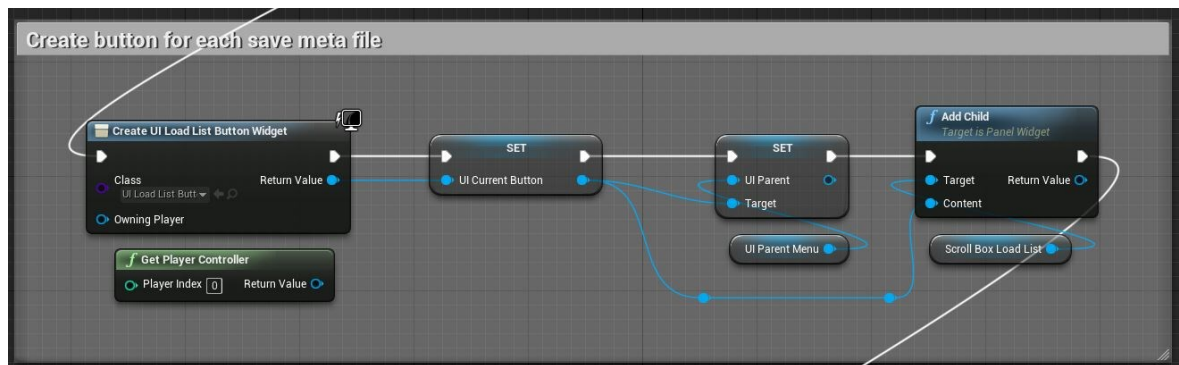 Create button for each save meta file
Create UI Load List Button Widget
Class
UI Load List Butt
Return Value
Owning Player
f Get Player Controller
Player Index 0
Return Value
SET
UI Current Button
SET
UI Parent
Target
UI Parent Menu
f Add Child
Target is Panel Widget
Target
Return Value
Content
Scroll Box Load List